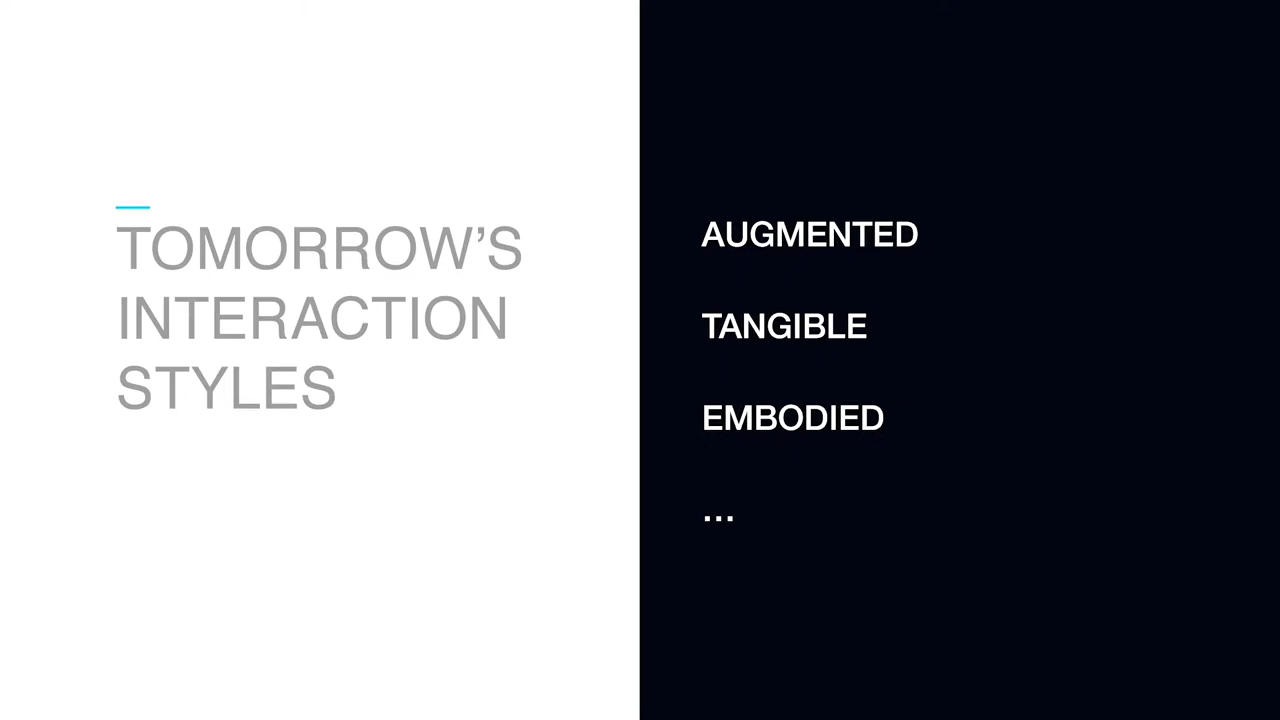 TOMORROW’S
INTERACTION
STYLES
AUGMENTED
TANGIBLE
EMBODIED
...